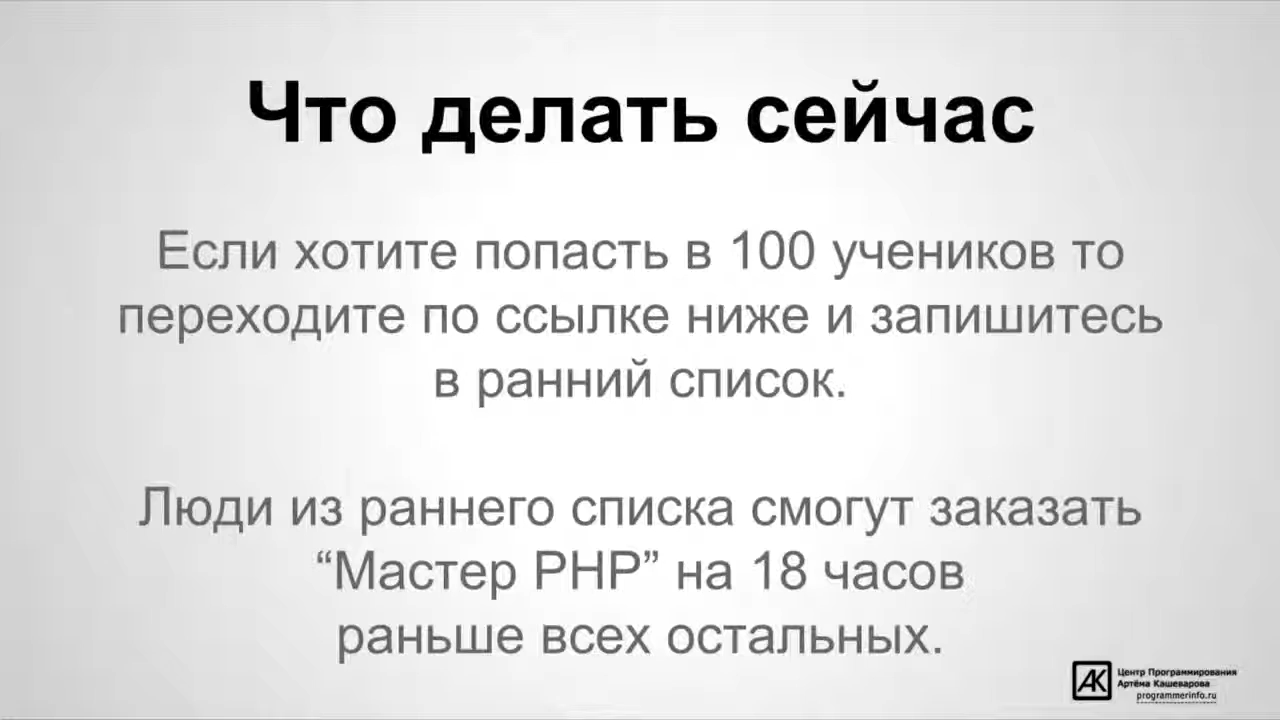 Что делать сейчас
Если хотите попасть в 100 учеников то
переходите по ссылке ниже и запишитесь
в ранний список.
Люди из раннего списка смогут заказать
“Мастер PHP” на 18 часов
раньше всех остальных.
АК
Центр Программирования
Артёма Кашеварова
programmerinfo.ru